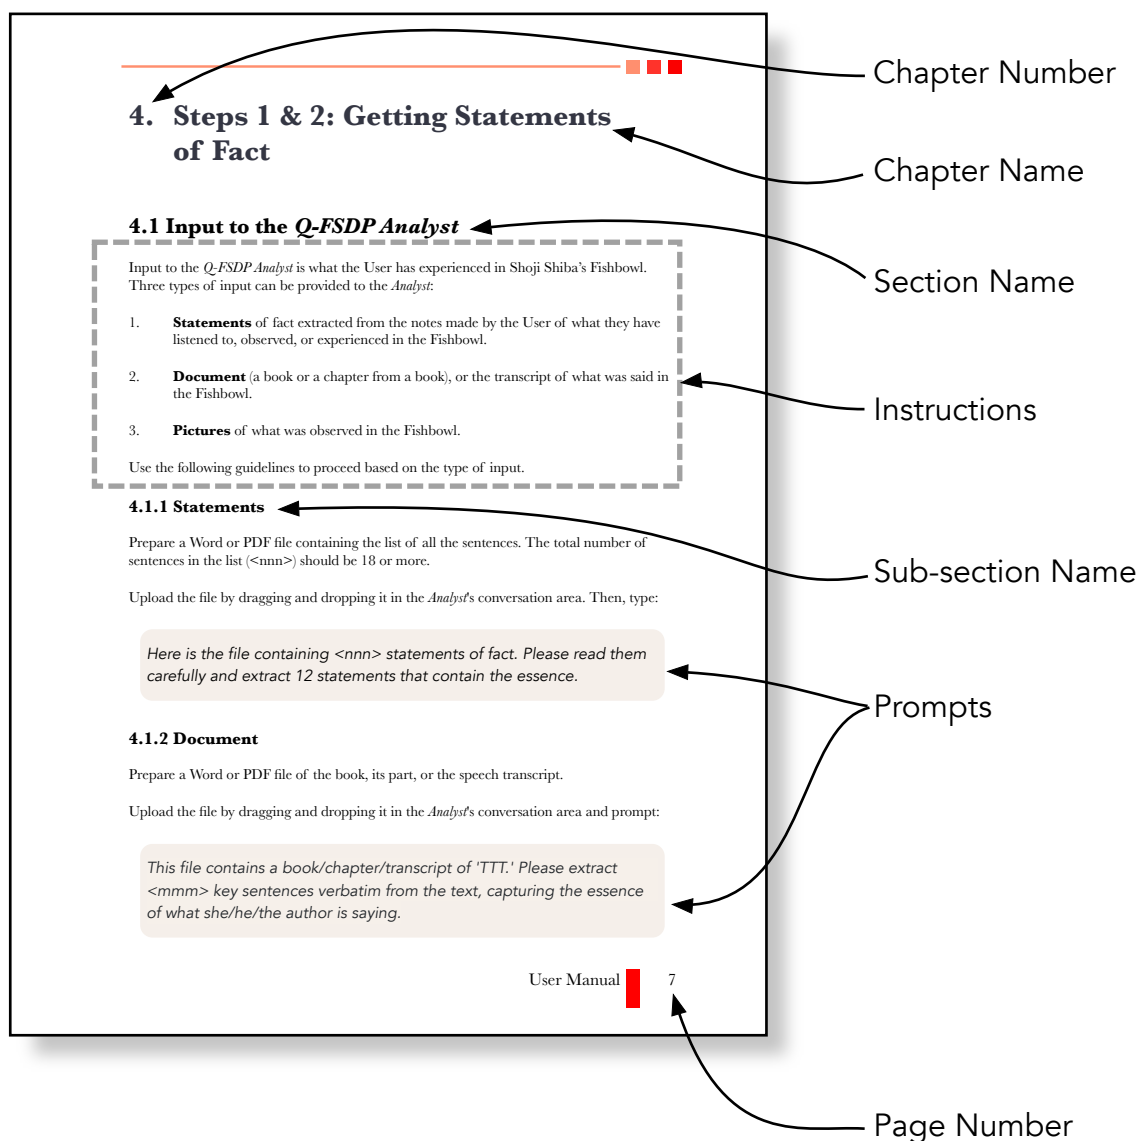 4. Steps 1 & 2: Getting Statements
of Fact
4.1 Input to the Q-FSDP Analyst
Input to the Q-FSDP Analyst is what the User has experienced in Shoji Shiba's Fishbowl.
Three types of input can be provided to the Analyst:
1. Statements of fact extracted from the notes made by the User of what they have
listened to, observed, or experienced in the Fishbowl.
2. Document (a book or a chapter from a book), or the transcript of what was said in
the Fishbowl.
3. Pictures of what was observed in the Fishbowl.
Use the following guidelines to proceed based on the type of input.
4.1.1 Statements
Prepare a Word or PDF file containing the list of all the sentences. The total number of
sentences in the list (<nnn>) should be 18 or more.
Upload the file by dragging and dropping it in the Analyst's conversation area. Then, type:
Here is the file containing <nnn> statements of fact. Please read them
carefully and extract 12 statements that contain the essence.
4.1.2 Document
Prepare a Word or PDF file of the book, its part, or the speech transcript.
Upload the file by dragging and dropping it in the Analyst's conversation area and prompt:
This file contains a book/chapter/transcript of 'TTT.' Please extract
<mmm> key sentences verbatim from the text, capturing the essence
of what she/he/the author is saying.
User Manual 7
Chapter Number
Chapter Name
Section Name
Instructions
Sub-section Name
Prompts
Page Number